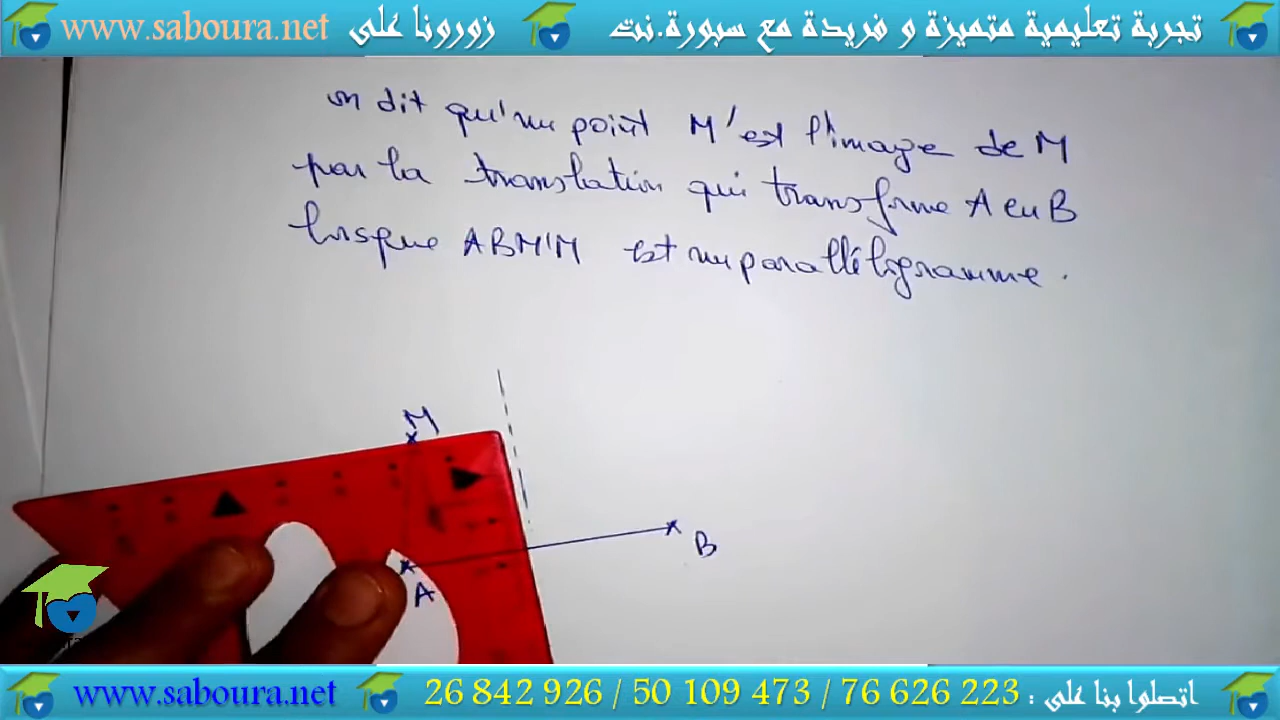 www.saboura.net زورونا على تجربة تعليمية متميزة و فريدة مع سبورة.نت
on dit qu'un point M' est l'image de M
par la translation qui transforme A en B
lorsque ABM'M est un parallélogramme.
M
B
A
www.saboura.net 26 842 926 / 50 109 473 / 76 626 223 اتصلوا بنا على :